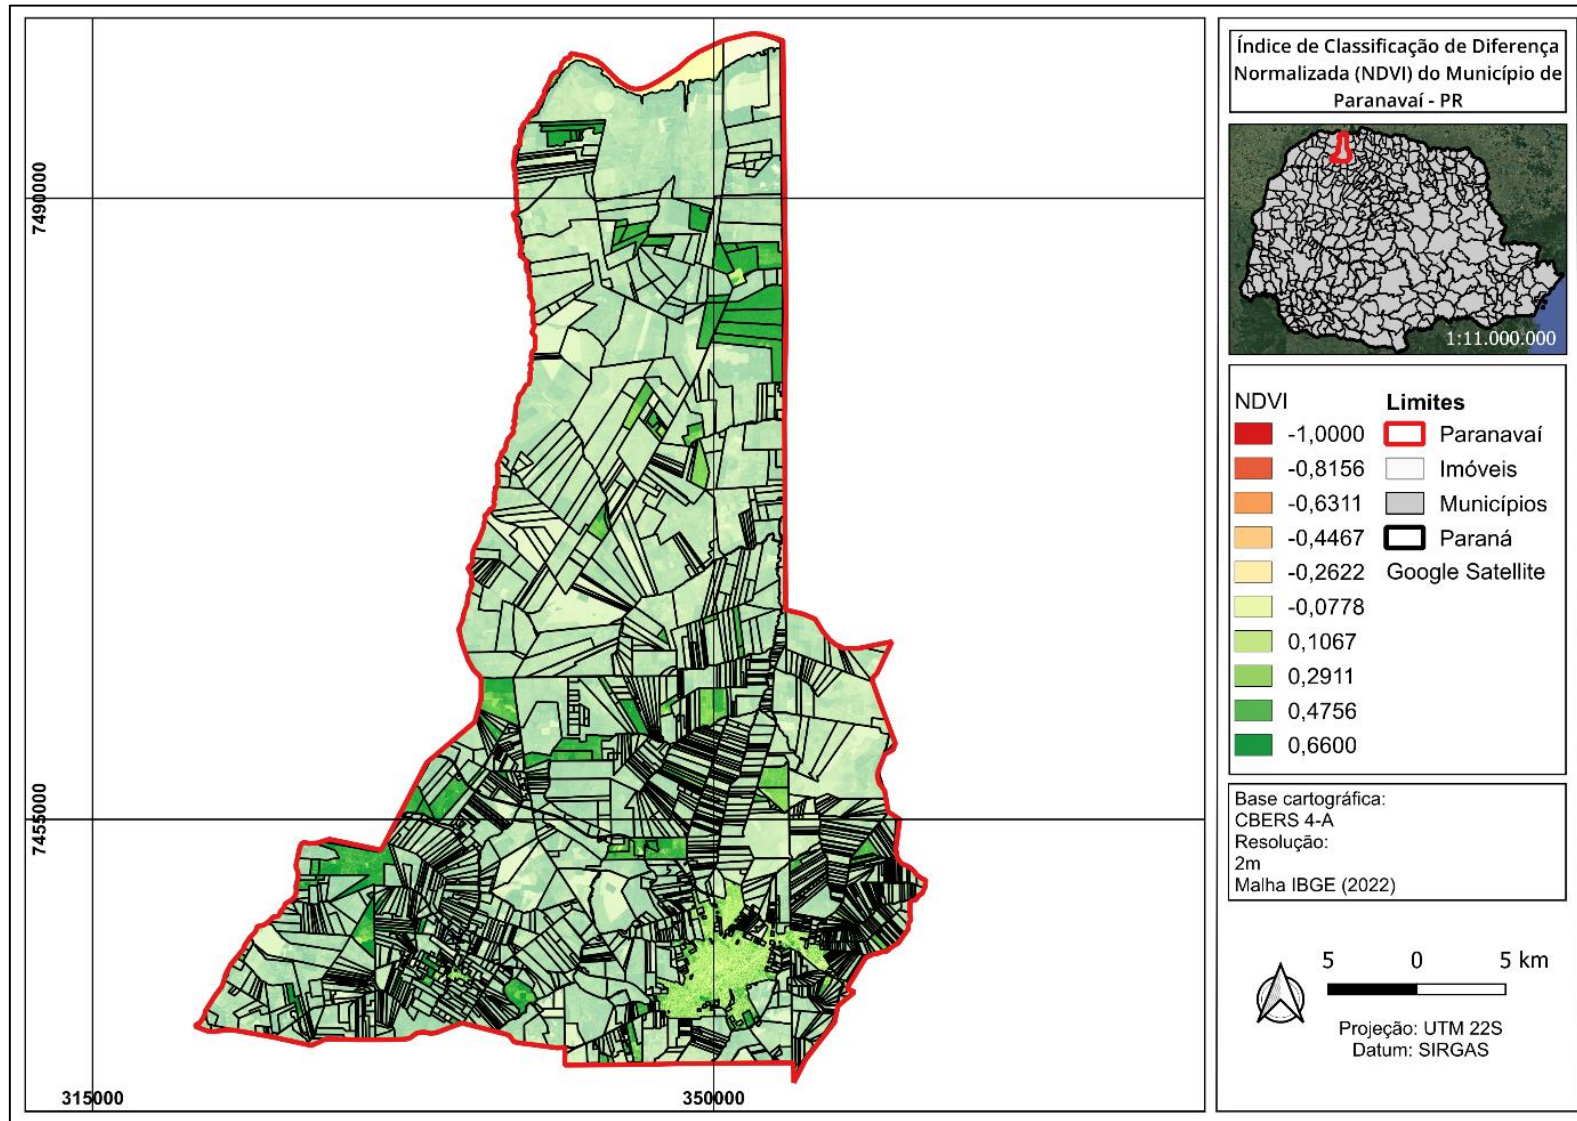 Índice de Classificação de Diferença
Normalizada (NDVI) do Município de
Paranavaí - PR
1:11.000.000
7490000
7455000
315000
350000
NDVI
-1,0000
-0,8156
-0,6311
-0,4467
-0,2622
-0,0778
0,1067
0,2911
0,4756
0,6600
Limites
Paranavaí
Imóveis
Municípios
Paraná
Google Satellite
Base cartográfica:
CBERS 4-A
Resolução:
2m
Malha IBGE (2022)
5 0 5 km
Projeção: UTM 22S
Datum: SIRGAS